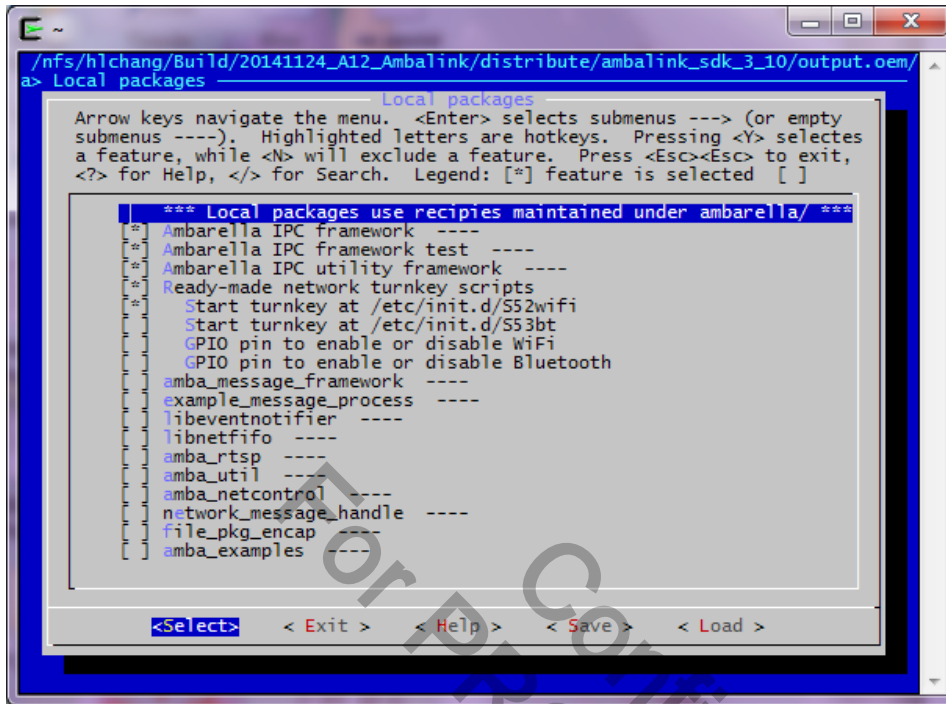 ~
/nfs/hlchang/Build/20141124_A12_Ambalink/distribute/ambalink_sdk_3_10/output.oem/
a> Local packages
Local packages
Arrow keys navigate the menu.  <Enter> selects submenus ---> (or empty
submenus ----).  Highlighted letters are hotkeys.  Pressing <Y> selectes
a feature, while <N> will exclude a feature.  Press <Esc><Esc> to exit,
<?> for Help, </> for Search.  Legend: [*] feature is selected  [ ]
*** Local packages use recipies maintained under ambarella/ ***
[*] Ambarella IPC framework  ----
[*] Ambarella IPC framework test  ----
[*] Ambarella IPC utility framework  ----
[*] Ready-made network turnkey scripts
[*]   Start turnkey at /etc/init.d/S52wifi
[ ]   Start turnkey at /etc/init.d/S53bt
[ ]   GPIO pin to enable or disable WiFi
[ ]   GPIO pin to enable or disable Bluetooth
[ ] amba_message_framework  ----
[ ] example_message_process  ----
[ ] libeventnotifier  ----
[ ] libnetfifo  ----
[ ] amba_rtsp  ----
[ ] amba_util  ----
[ ] amba_netcontrol  ----
[ ] network_message_handle  ----
[ ] file_pkg_encap  ----
[ ] amba_examples  ----
<Select>    < Exit >    < Help >    < Save >    < Load >
For